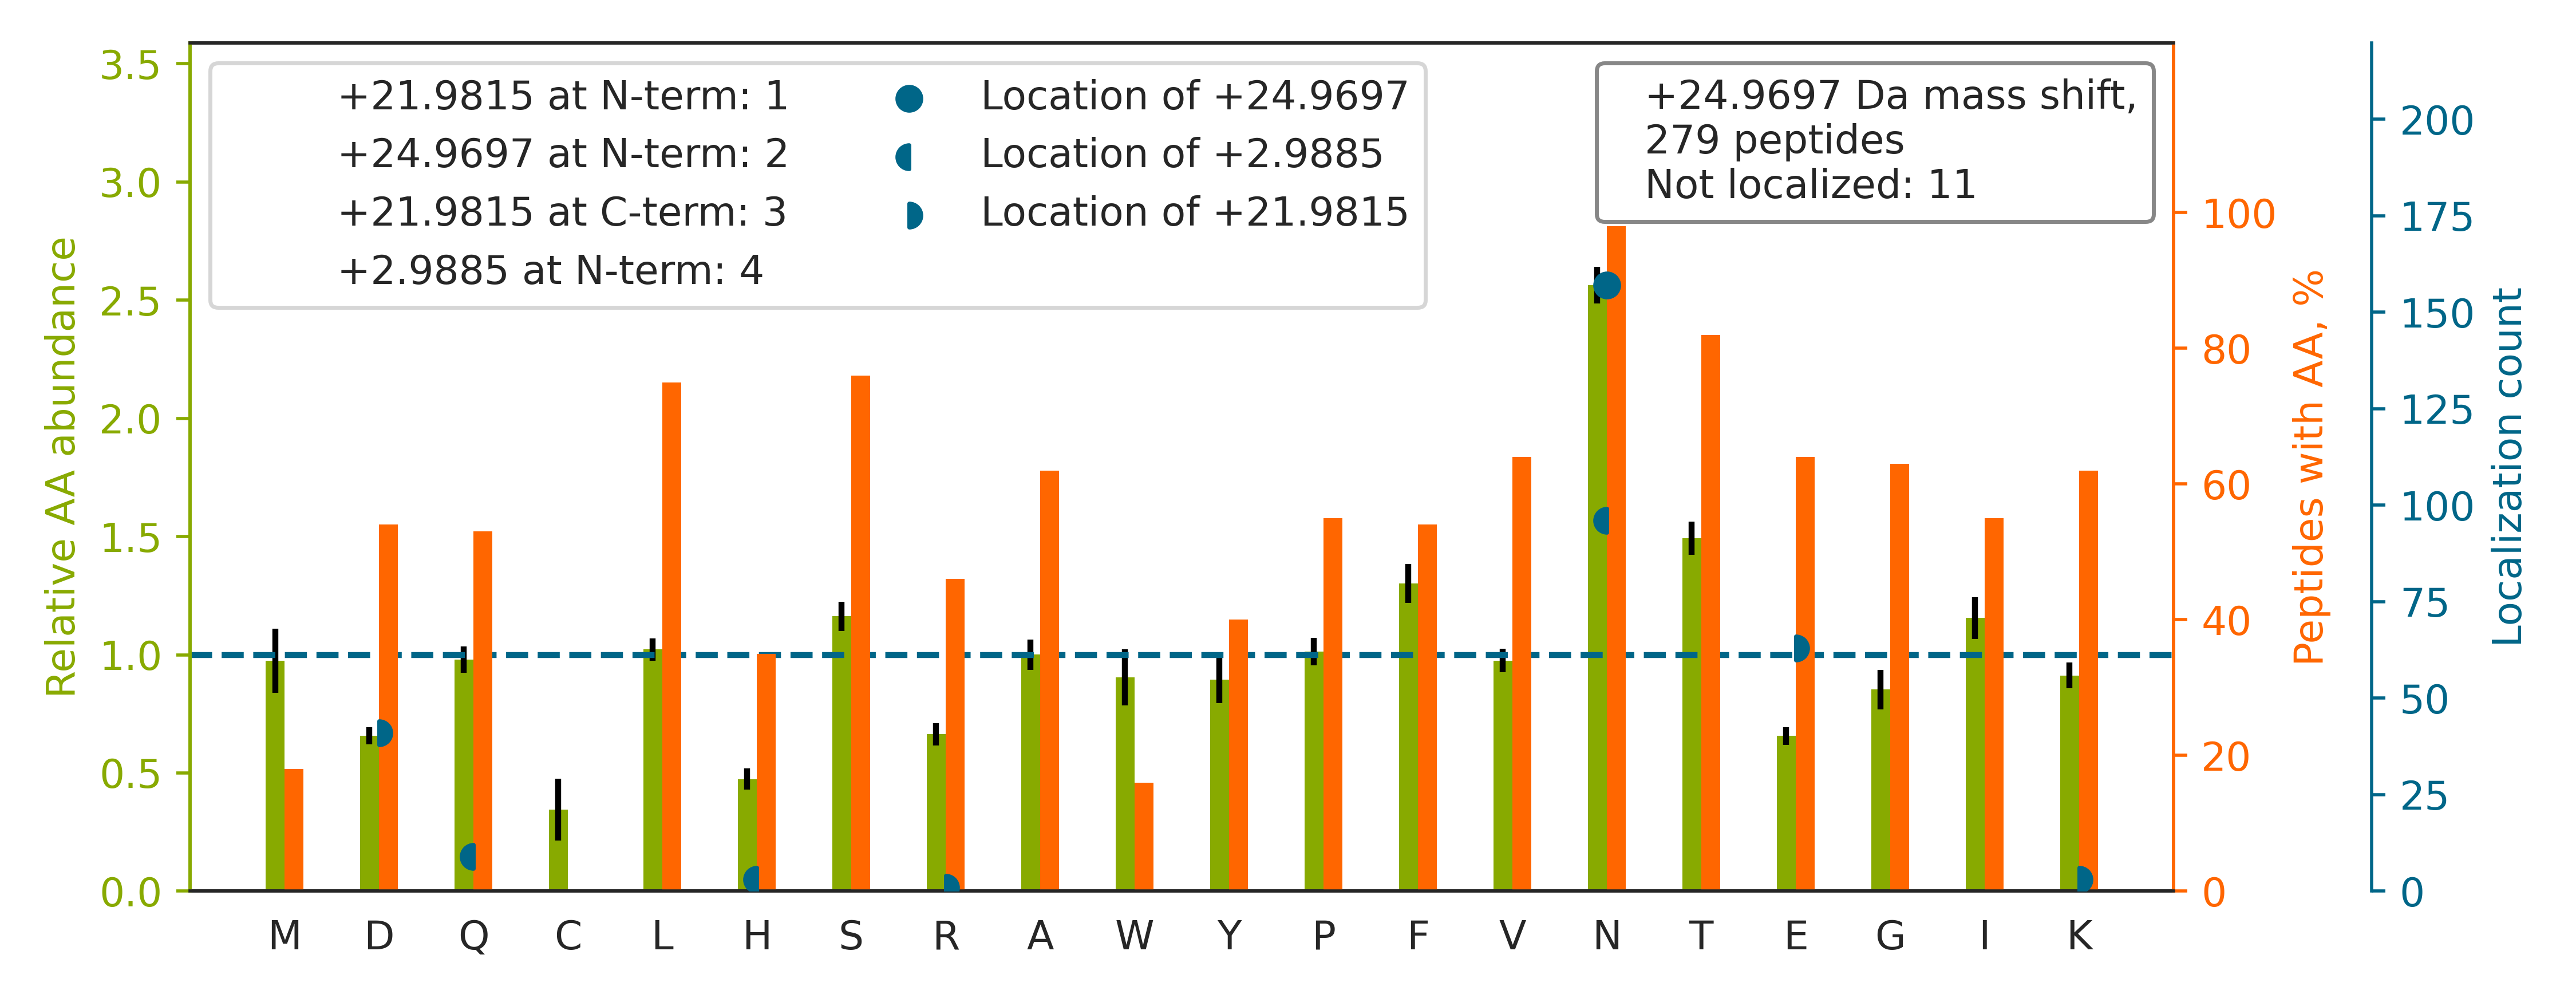 +21.9815 at N-term: 1
+24.9697 at N-term: 2
+21.9815 at C-term: 3
+2.9885 at N-term: 4
Location of +24.9697
Location of +2.9885
Location of +21.9815
+24.9697 Da mass shift,
279 peptides
Not localized: 11
Relative AA abundance
3.5
3.0
2.5
2.0
1.5
1.0
0.5
0.0
M D Q C L H S R A W Y P F V N T E G I K
100
80
60
40
20
0
Peptides with AA, %
200
175
150
125
100
75
50
25
0
Localization count